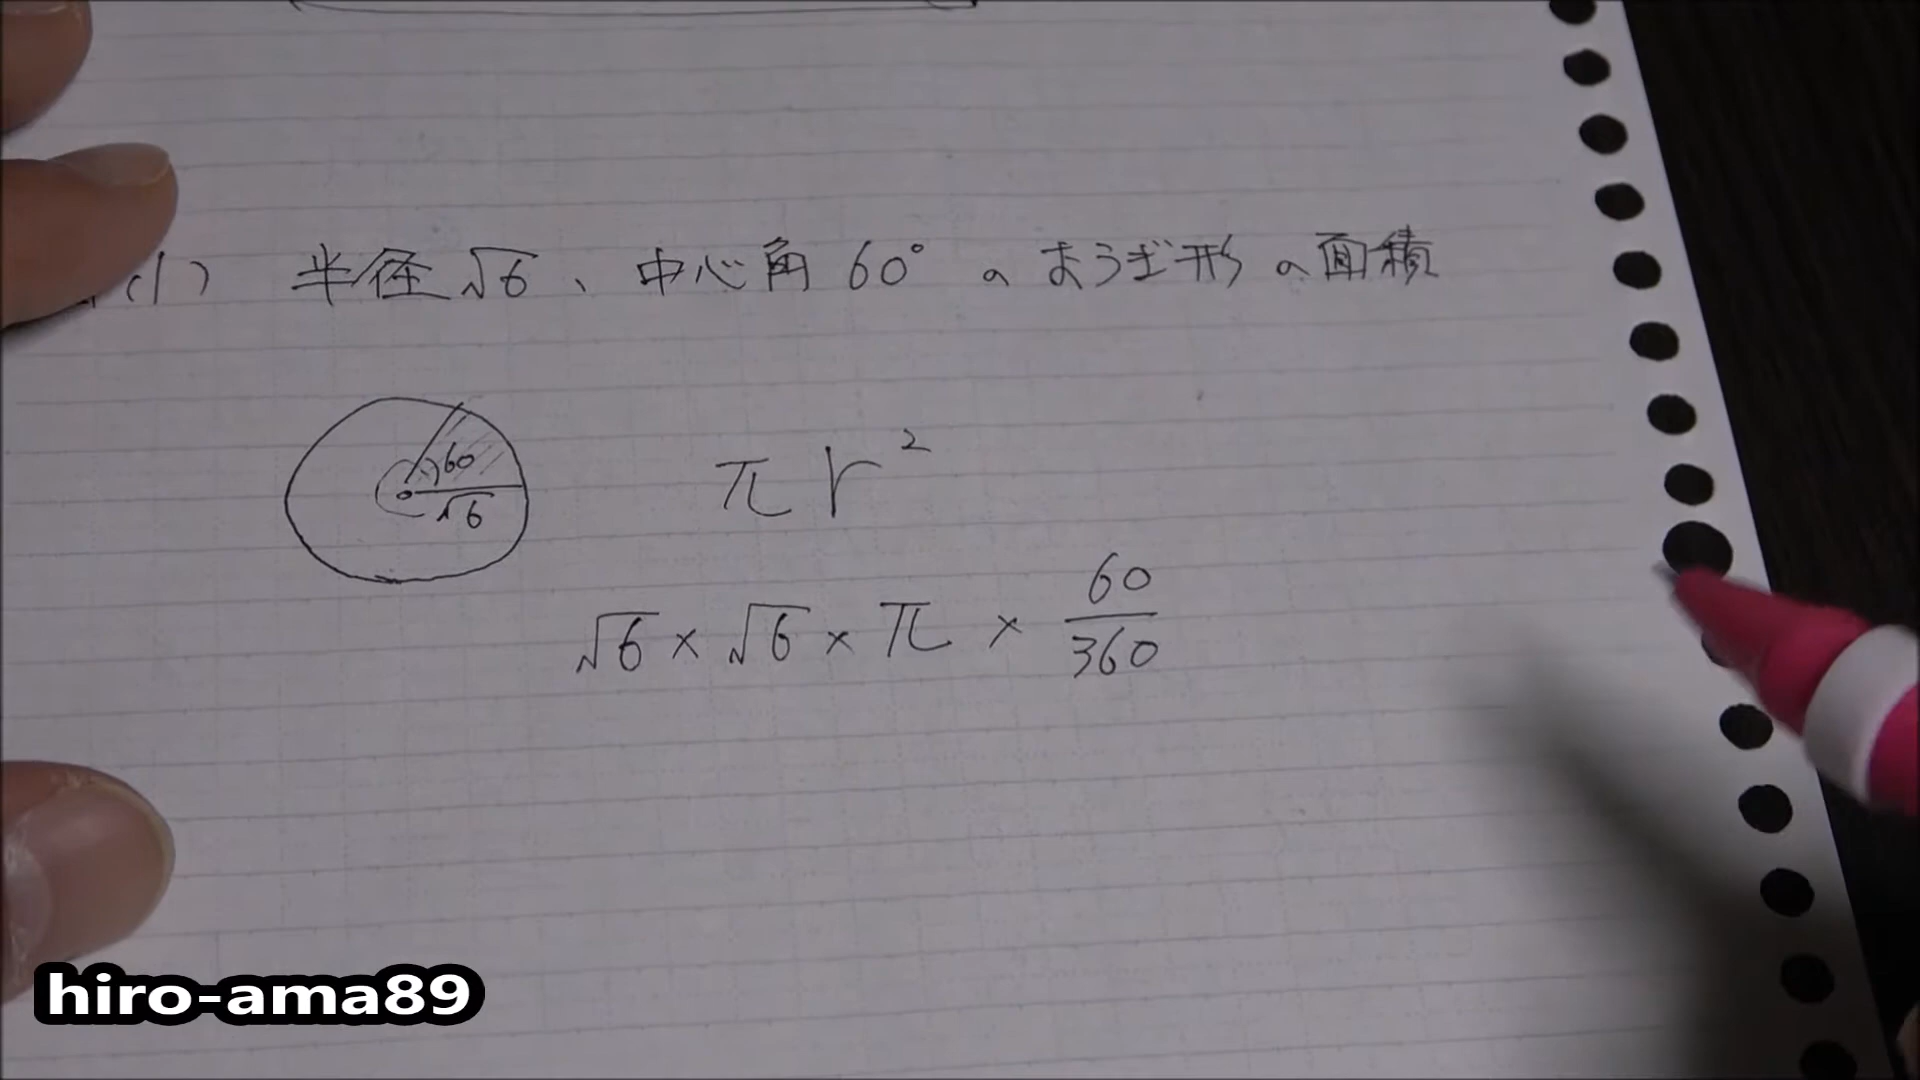 (1) 半径√6、中心角60°のおうぎ形の面積
60
√6
πr²
√6×√6×π×60/360
hiro-ama89